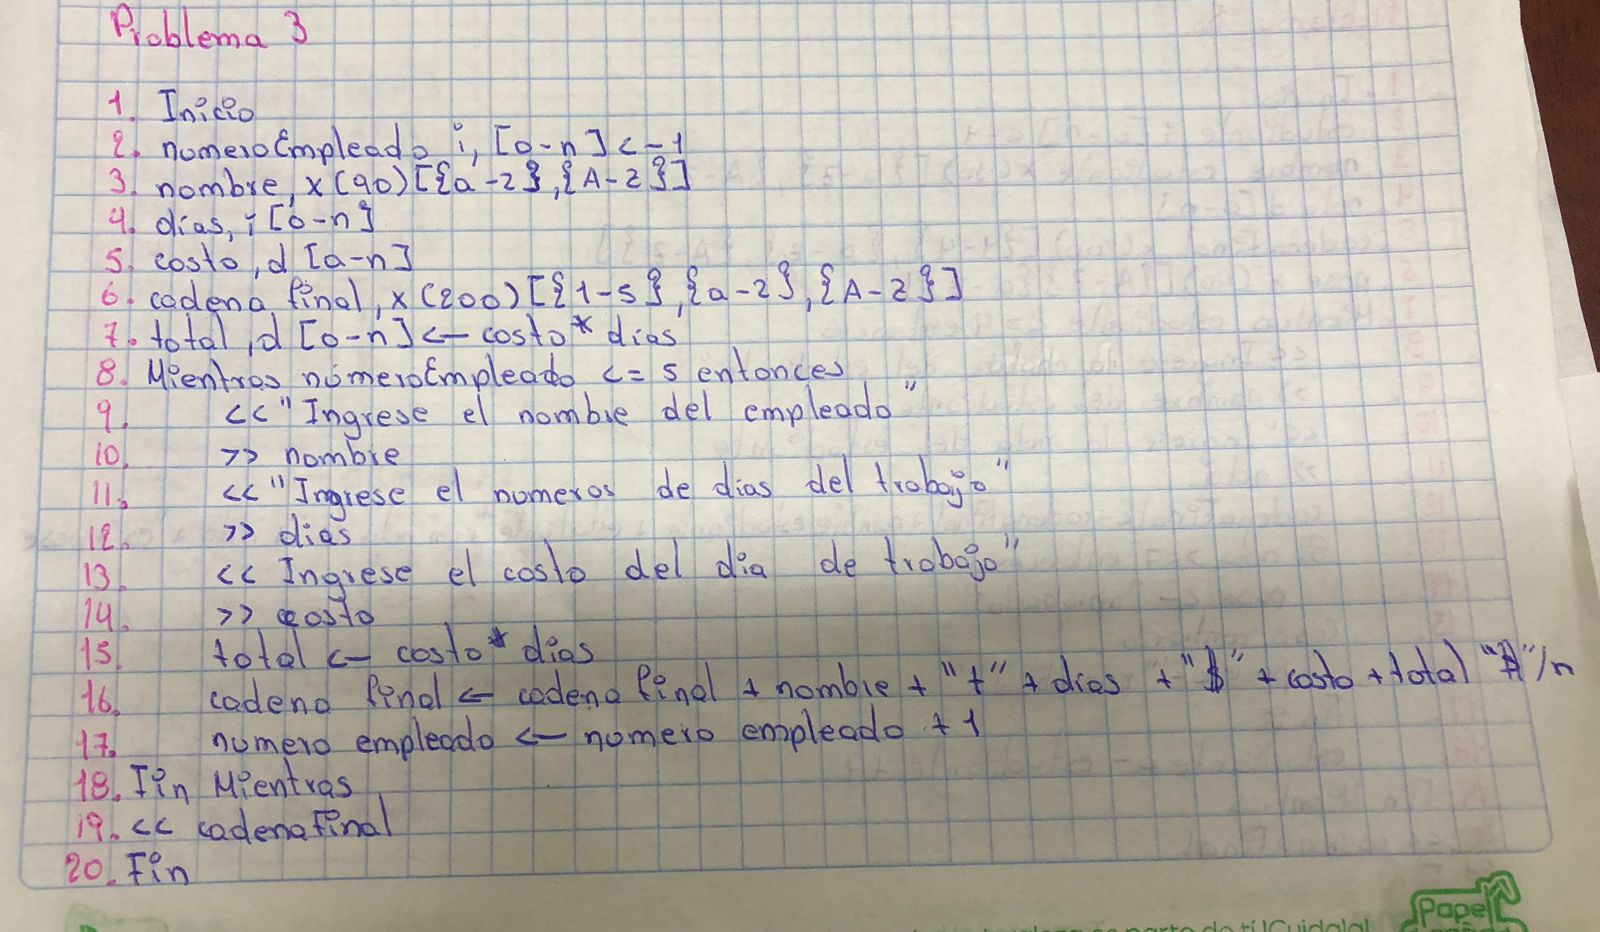 Problema 3
1. Inicio
2. numeroEmpleado i, [0-n] <-1
3. nombre, x(90)[{a-z},{A-Z}]
4. dias, i [0-n]
5. costo, d [a-n]
6. cadena final, x(200)[{1-5},{a-z},{A-Z}]
7. total, d [0-n] <- costo* dias
8. Mientras numeroEmpleado <= 5 entonces
9. <<"Ingrese el nombre del empleado"
10. >> nombre
11. <<"Ingrese el numeros de dias del trabajo"
12. >> dias
13. << Ingrese el costo del dia de trabajo"
14. >> costo
15. total <- costo* dias
16. cadena final <- cadena final + nombre + "t" + dias + "$" + costo + total "$"/n
17. numero empleado <- numero empleado + 1
18. Fin Mientras
19. << cadenafinal
20. Fin
Papel